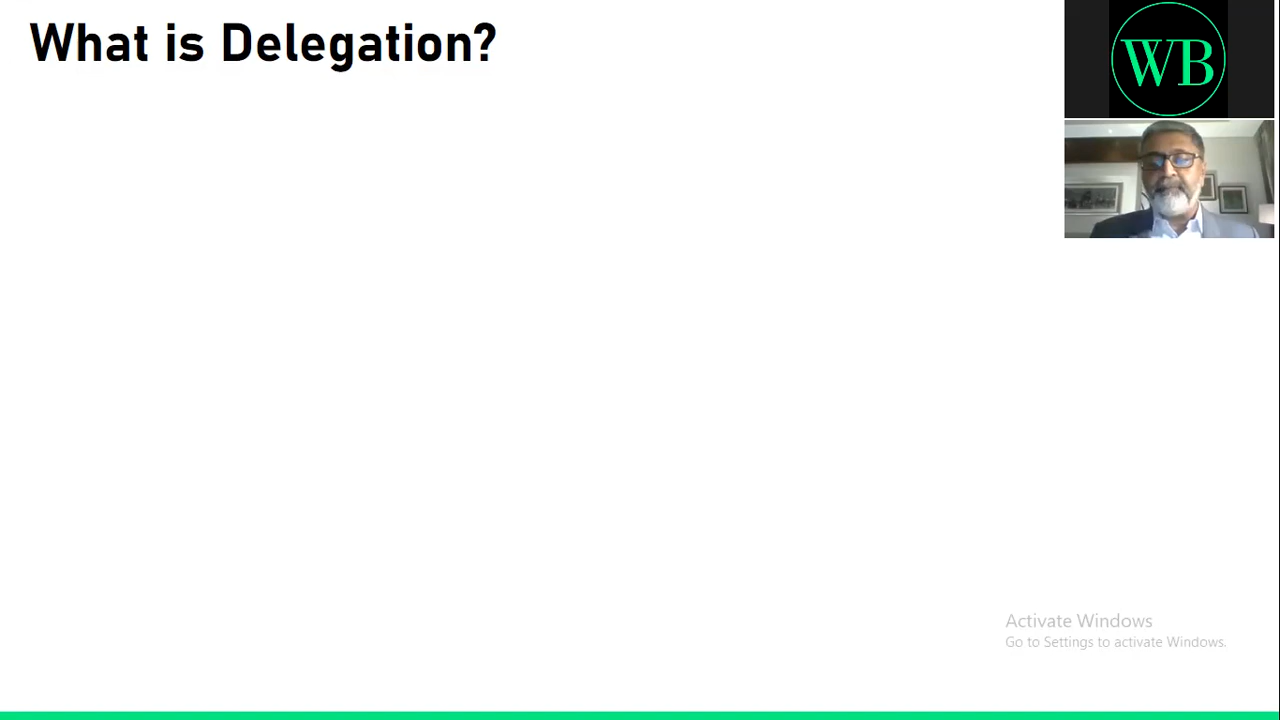 What is Delegation?
WB
Activate Windows
Go to Settings to activate Windows.